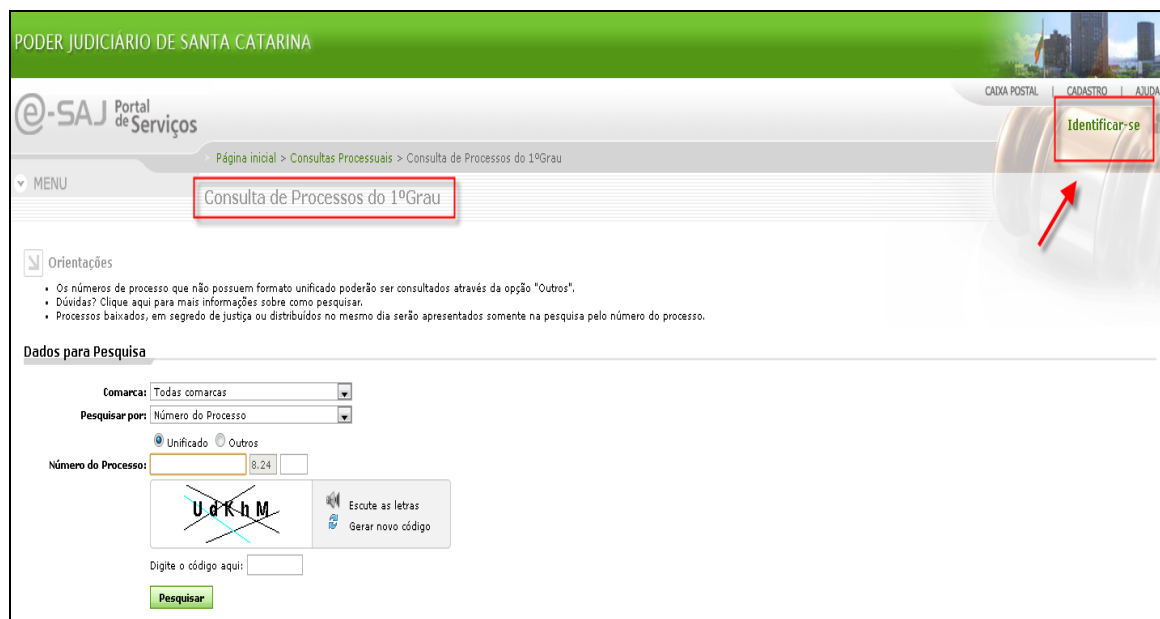 PODER JUDICIÁRIO DE SANTA CATARINA
CAIXA POSTAL | CADASTRO | AJUDA
e-SAJ Portal de Serviços
Identificar-se
Página inicial > Consultas Processuais > Consulta de Processos do 1ºGrau
MENU
Consulta de Processos do 1ºGrau
Orientações
• Os números de processo que não possuem formato unificado poderão ser consultados através da opção "Outros".
• Dúvidas? Clique aqui para mais informações sobre como pesquisar.
• Processos baixados, em segredo de justiça ou distribuídos no mesmo dia serão apresentados somente na pesquisa pelo número do processo.
Dados para Pesquisa
Comarca: Todas comarcas
Pesquisar por: Número do Processo
Unificado Outros
Número do Processo: 8.24
UdKhM
Escute as letras
Gerar novo código
Digite o código aqui:
Pesquisar